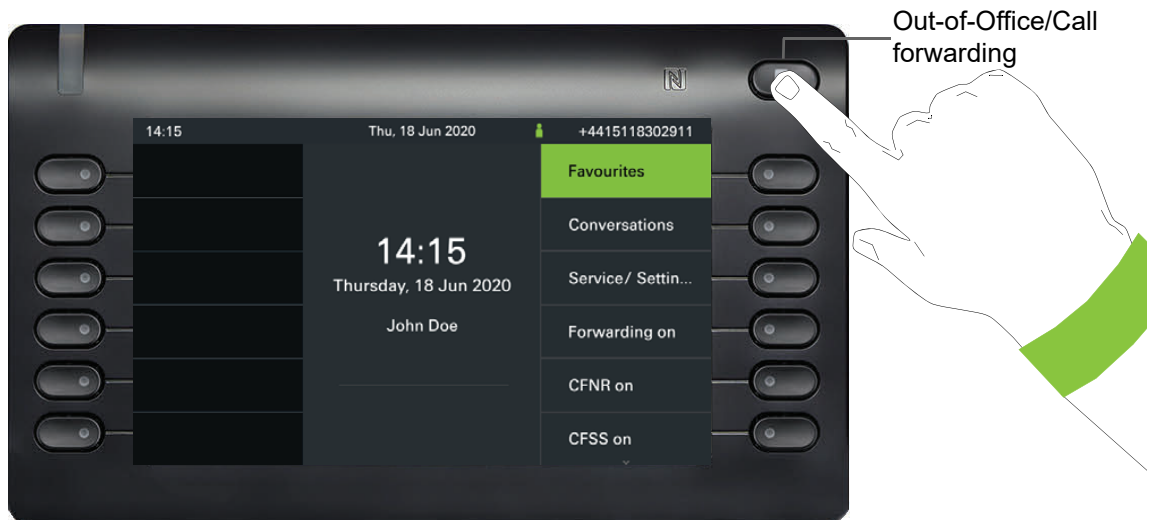 Out-of-Office/Call
forwarding
N
14:15 Thu, 18 Jun 2020 +4415118302911
Favourites
Conversations
14:15
Thursday, 18 Jun 2020
Service/ Settin...
John Doe
Forwarding on
CFNR on
CFSS on